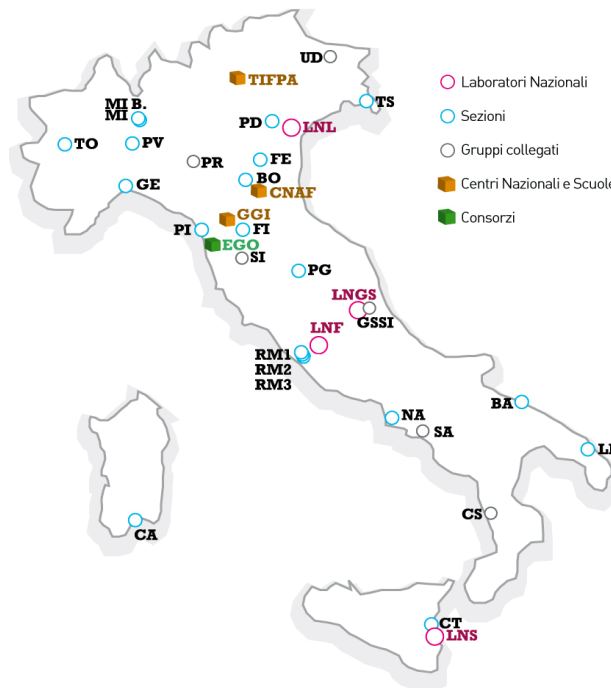 UD
TIFPA
Laboratori Nazionali
MI B.
MI
TS
Sezioni
PD
LNL
TO
PV
Gruppi collegati
PR
FE
BO
Centri Nazionali e Scuole
GE
CNAF
GGI
Consorzi
PI
FI
EGO
SI
PG
LNGS
GSSI
LNF
RM1
RM2
RM3
BA
NA
SA
CS
CA
CT
LNS